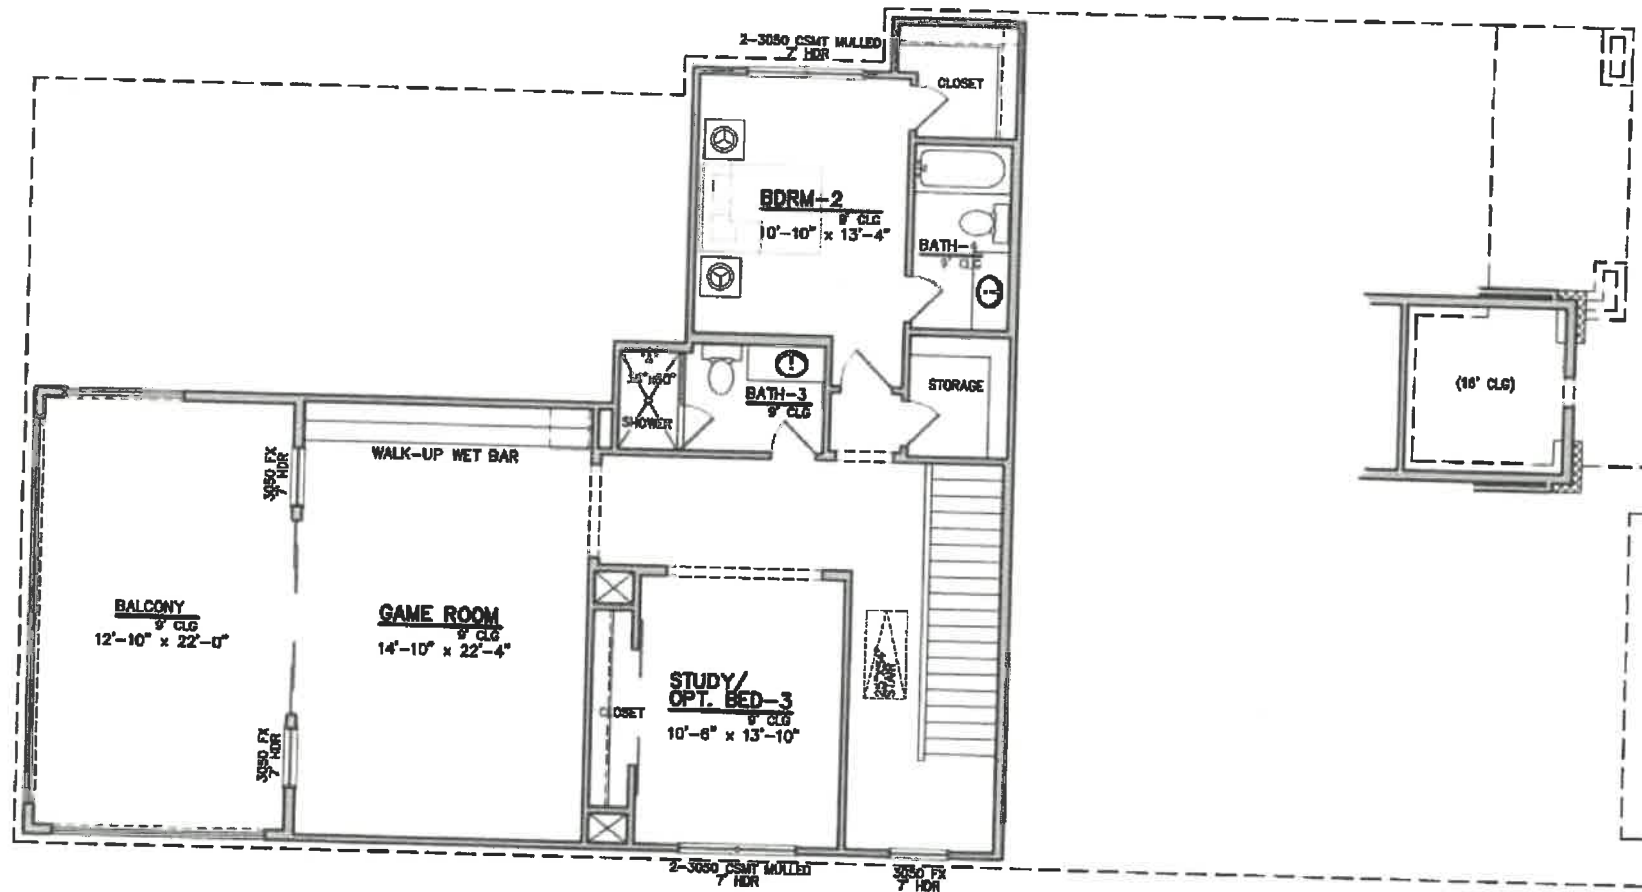 2-3050 CSMT MULLED
7' HDR
CLOSET
BDRM-2
9' CLG
10'-10" x 13'-4"
BATH-
STORAGE
(16' CLG)
SHOWER
BATH-3
9' CLG
WALK-UP WET BAR
3050 FX
7' HDR
BALCONY
9' CLG
12'-10" x 22'-0"
GAME ROOM
9' CLG
14'-10" x 22'-4"
STUDY/
OPT. BED-3
9' CLG
10'-6" x 13'-10"
CLOSET
STAIR
3050 FX
7' HDR
2-3050 CSMT MULLED
7' HDR
3050 FX
7' HDR